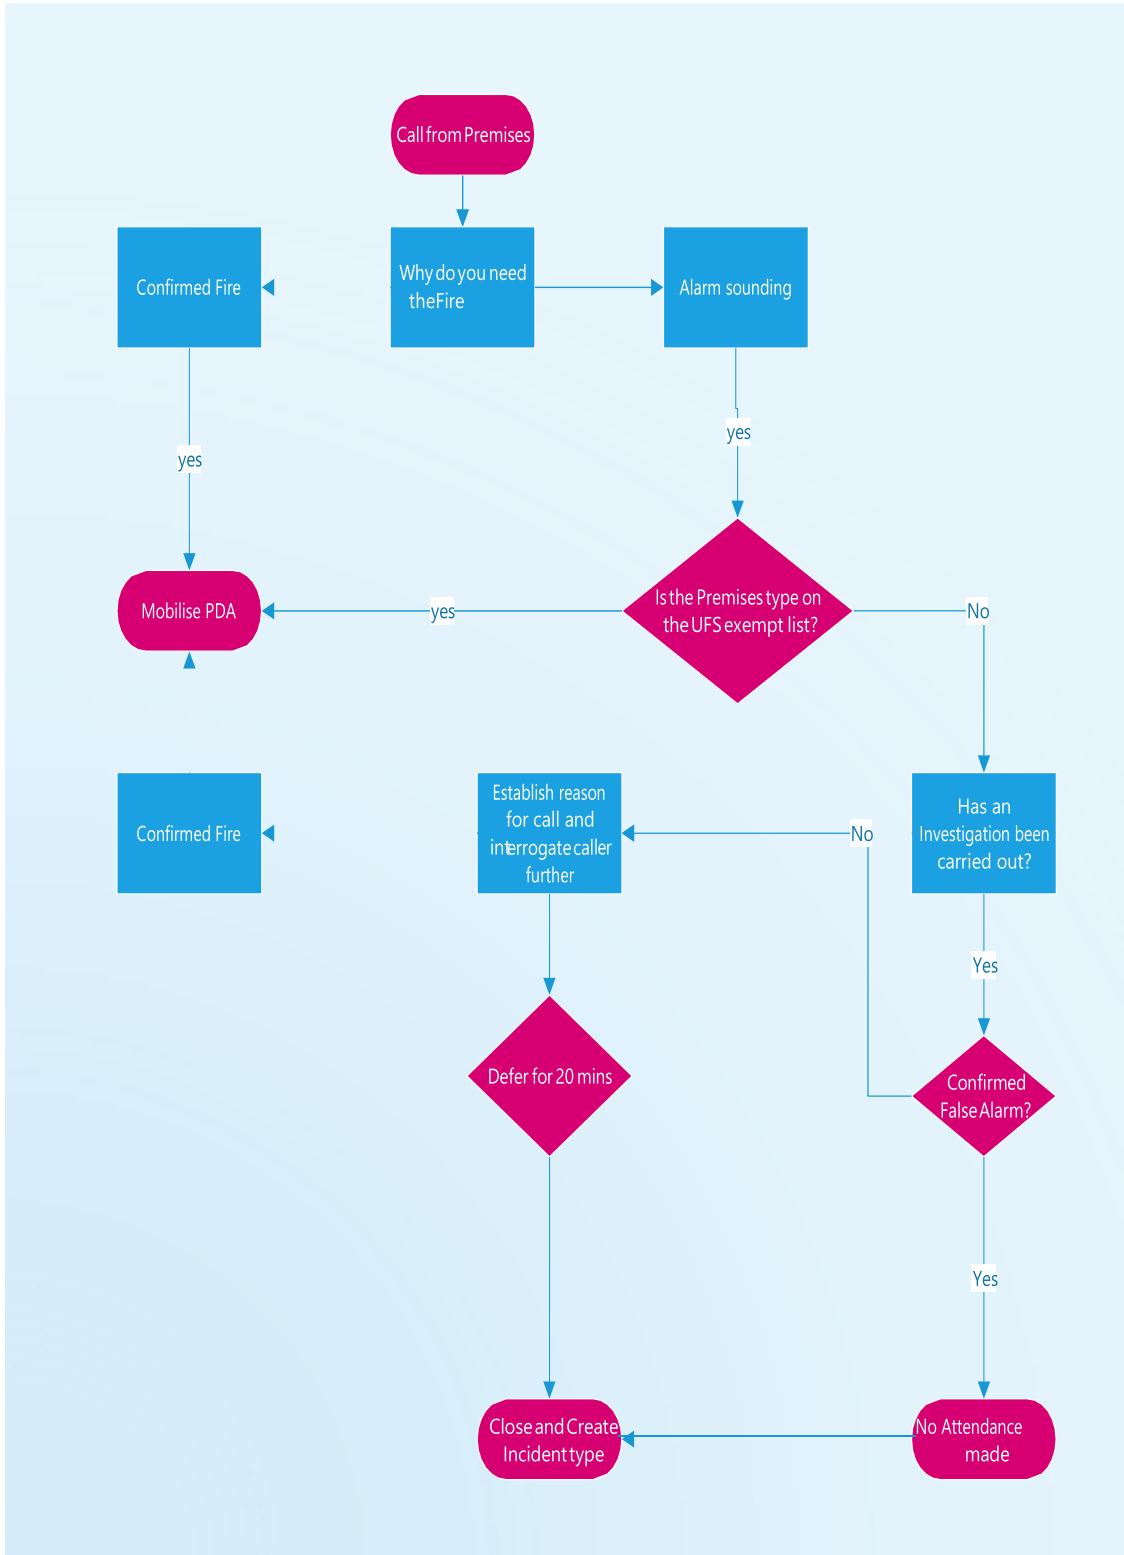 Call from Premises
Confirmed Fire
Why do you need
the Fire
Alarm sounding
yes
yes
Mobilise PDA
yes
Is the Premises type on
the UFS exempt list?
No
Confirmed Fire
Establish reason
for call and
interrogate caller
further
No
Has an
Investigation been
carried out?
Yes
Defer for 20 mins
Confirmed
False Alarm?
Yes
Close and Create
Incident type
No Attendance
made